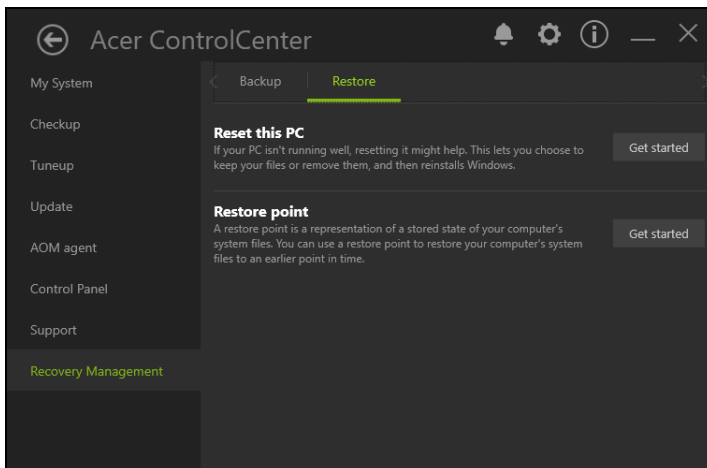 Acer ControlCenter
My System
Checkup
Tuneup
Update
AOM agent
Control Panel
Support
Recovery Management
Backup
Restore
Reset this PC
If your PC isn't running well, resetting it might help. This lets you choose to
keep your files or remove them, and then reinstalls Windows.
Get started
Restore point
A restore point is a representation of a stored state of your computer's
system files. You can use a restore point to restore your computer's system
files to an earlier point in time.
Get started